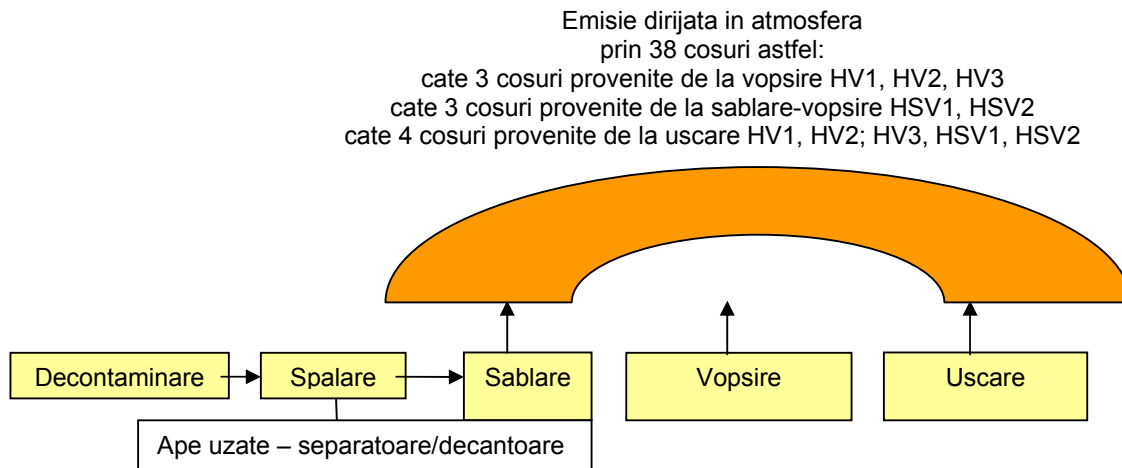 Emisie dirijata in atmosfera
prin 38 cosuri astfel:
cate 3 cosuri provenite de la vopsire HV1, HV2, HV3
cate 3 cosuri provenite de la sablare-vopsire HSV1, HSV2
cate 4 cosuri provenite de la uscare HV1, HV2; HV3, HSV1, HSV2
Decontaminare
Spalare
Sablare
Vopsire
Uscare
Ape uzate – separatoare/decantoare